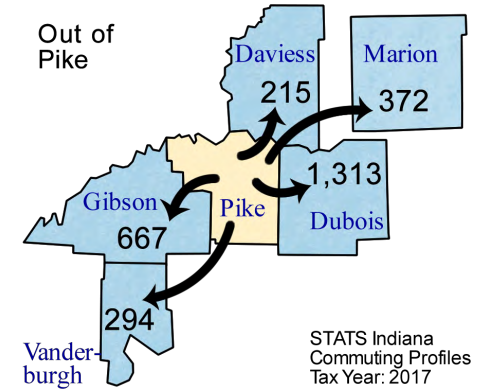 Out of
Pike
Daviess
215
Marion
372
1,313
Dubois
Gibson
667
Pike
294
Vander-
burgh
STATS Indiana
Commuting Profiles
Tax Year: 2017